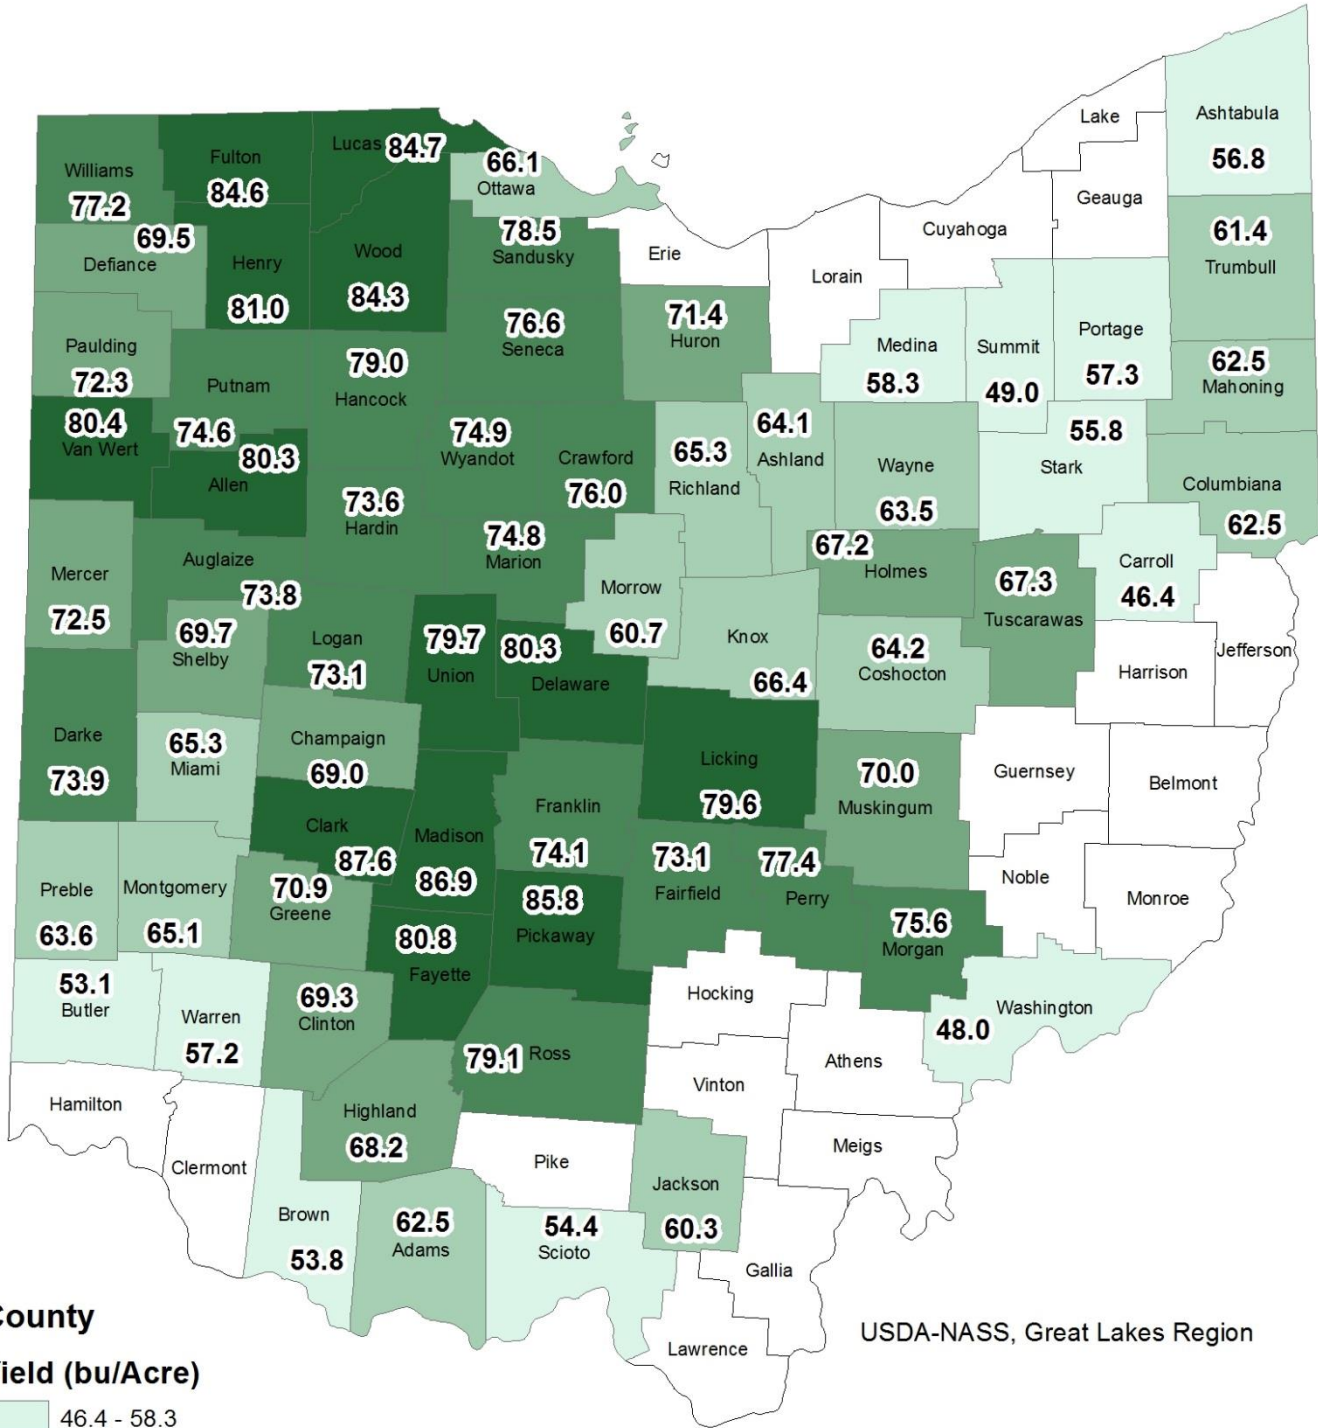 Lake
Ashtabula
56.8
Geauga
Cuyahoga
61.4
Trumbull
Williams
77.2
Fulton
84.6
Lucas 84.7
66.1
Ottawa
69.5
Defiance
Henry
81.0
Wood
84.3
78.5
Sandusky
Erie
Lorain
Paulding
72.3
Putnam
74.6
79.0
Hancock
76.6
Seneca
71.4
Huron
Medina
58.3
Summit
49.0
Portage
57.3
62.5
Mahoning
80.4
Van Wert
80.3
Allen
74.9
Wyandot
Crawford
76.0
65.3
Richland
64.1
Ashland
Wayne
63.5
55.8
Stark
Columbiana
62.5
73.6
Hardin
74.8
Marion
Mercer
72.5
Auglaize
73.8
Morrow
60.7
67.2
Holmes
67.3
Tuscarawas
Carroll
46.4
69.7
Shelby
Logan
73.1
79.7
Union
80.3
Delaware
Knox
66.4
64.2
Coshocton
Harrison
Jefferson
Darke
73.9
65.3
Miami
Champaign
69.0
Licking
79.6
70.0
Muskingum
Guernsey
Belmont
Clark
87.6
Madison
86.9
Franklin
74.1
73.1
Fairfield
77.4
Perry
Noble
Monroe
Preble
63.6
Montgomery
65.1
70.9
Greene
80.8
Fayette
85.8
Pickaway
75.6
Morgan
53.1
Butler
Warren
57.2
69.3
Clinton
79.1 Ross
Hocking
Athens
Washington
48.0
Vinton
Hamilton
Clermont
Highland
68.2
Pike
Jackson
60.3
Meigs
Brown
53.8
62.5
Adams
54.4
Scioto
Gallia
Lawrence
USDA-NASS, Great Lakes Region
County
ield (bu/Acre)
46.4 - 58.3